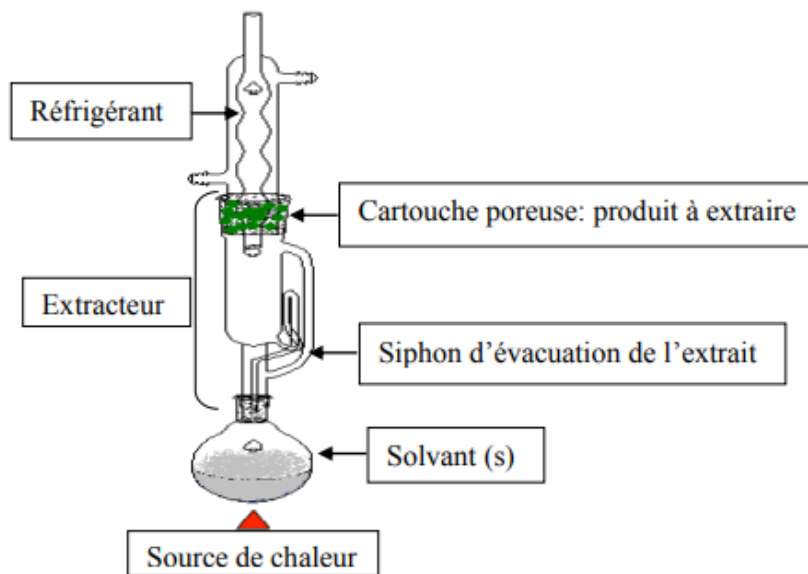 Réfrigérant
Cartouche poreuse: produit à extraire
Extracteur
Siphon d’évacuation de l’extrait
Solvant (s)
Source de chaleur